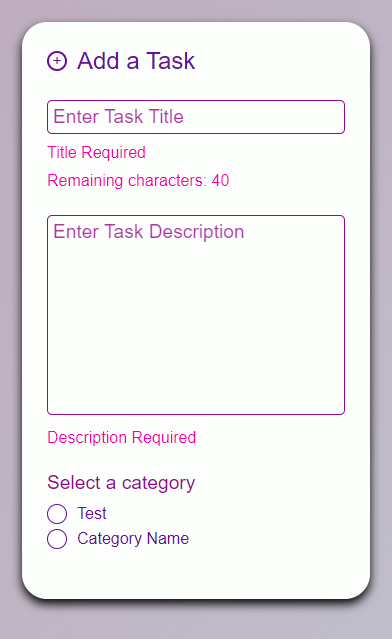 Add a Task
Enter Task Title
Title Required
Remaining characters: 40
Enter Task Description
Description Required
Select a category
Test
Category Name